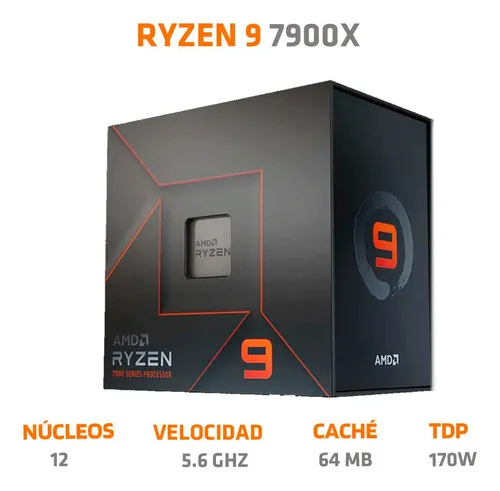 RYZEN 9 7900X
AMD
RYZEN
9
AMD
RYZEN 9
7000 SERIES PROCESSOR
AMD
NÚCLEOS VELOCIDAD CACHÉ TDP
12 5.6 GHZ 64 MB 170W